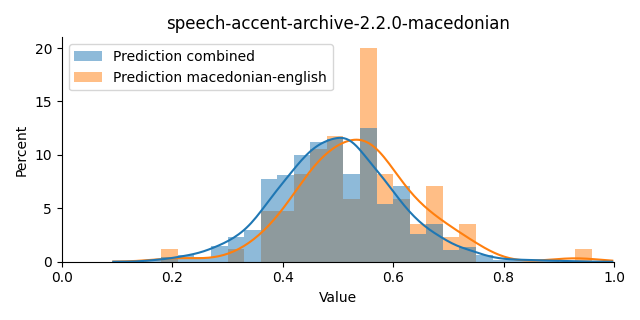 speech-accent-archive-2.2.0-macedonian
Prediction combined
Prediction macedonian-english
Percent
20
15
10
5
0
0.0 0.2 0.4 0.6 0.8 1.0
Value